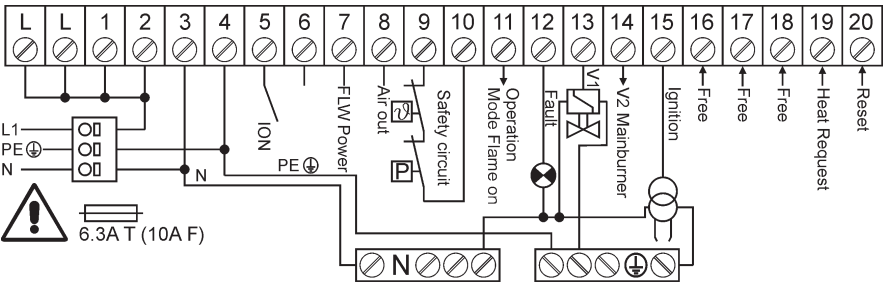 L L 1 2 3 4 5 6 7 8 9 10 11 12 13 14 15 16 17 18 19 20
L1
PE
N
N
PE
ION
FLW Power
Air out
ϑ
P
Safety circuit
Operation
Mode Flame on
Fault
V1
V2 Mainburner
Ignition
Free
Free
Free
Heat Request
Reset
6.3A T (10A F)
N